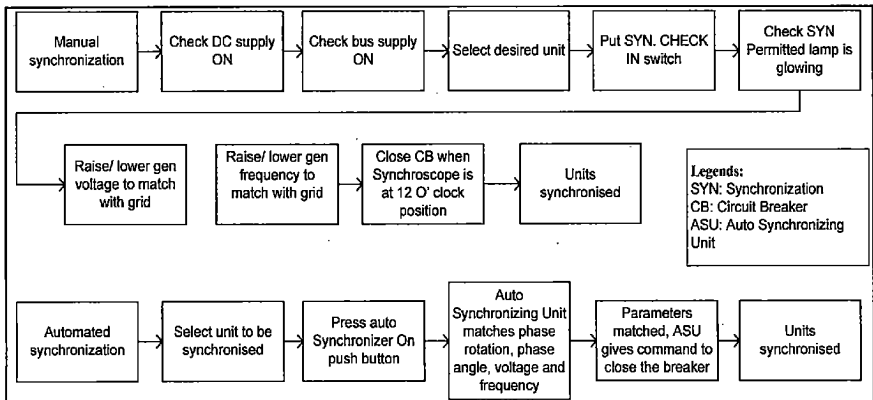 Manual
synchronization
Check DC supply
ON
Check bus supply
ON
Select desired unit
Put SYN. CHECK
IN switch
Check SYN
Permitted lamp is
glowing
Raise/ lower gen
voltage to match
with grid
Raise/ lower gen
frequency to
match with grid
Close CB when
Synchroscope is
at 12 O' clock
position
Units
synchronised
Legends:
SYN: Synchronization
CB: Circuit Breaker
ASU: Auto Synchronizing
Unit
Automated
synchronization
Select unit to be
synchronised
Press auto
Synchronizer On
push button
Auto
Synchronizing Unit
matches phase
rotation, phase
angle, voltage and
frequency
Parameters
matched, ASU
gives command to
close the breaker
Units
synchronised